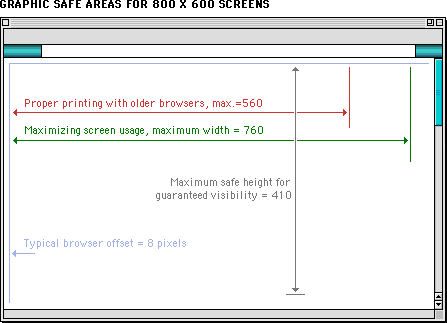 GRAPHIC SAFE AREAS FOR 800 X 600 SCREENS
Proper printing with older browsers, max.=560
Maximizing screen usage, maximum width = 760
Maximum safe height for
guaranteed visibility = 410
Typical browser offset = 8 pixels